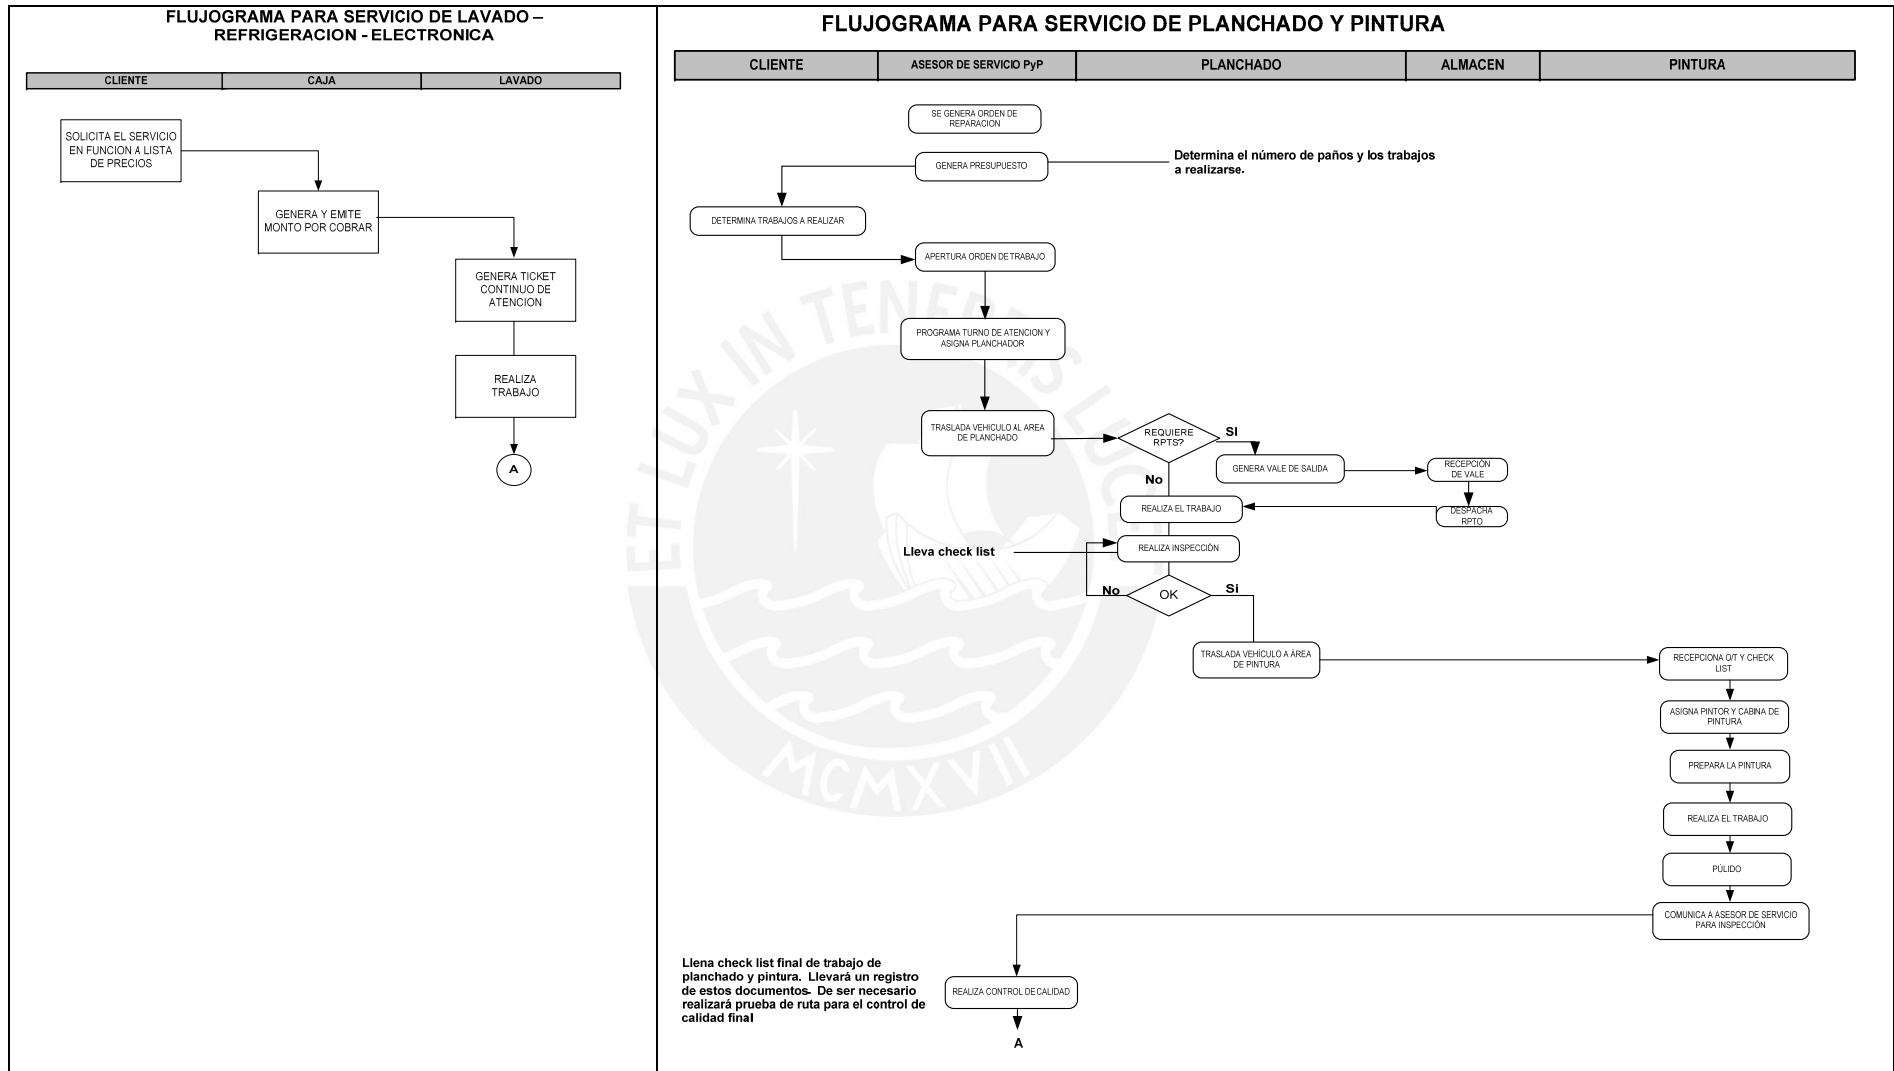 FLUJOGRAMA PARA SERVICIO DE LAVADO –
REFRIGERACION - ELECTRONICA
CLIENTE
CAJA
LAVADO
SOLICITA EL SERVICIO
EN FUNCION A LISTA
DE PRECIOS
GENERA Y EMITE
MONTO POR COBRAR
GENERA TICKET
CONTINUO DE
ATENCION
REALIZA
TRABAJO
A
FLUJOGRAMA PARA SERVICIO DE PLANCHADO Y PINTURA
CLIENTE
ASESOR DE SERVICIO PyP
PLANCHADO
ALMACEN
PINTURA
SE GENERA ORDEN DE
REPARACION
GENERA PRESUPUESTO
Determina el número de paños y los trabajos
a realizarse.
DETERMINA TRABAJOS A REALIZAR
APERTURA ORDEN DE TRABAJO
PROGRAMA TURNO DE ATENCION Y
ASIGNA PLANCHADOR
TRASLADA VEHICULO AL AREA
DE PLANCHADO
REQUIERE
RPTS?
SI
No
GENERA VALE DE SALIDA
RECEPCIÓN
DE VALE
DESPACHA
RPTO
REALIZA EL TRABAJO
Lleva check list
REALIZA INSPECCIÓN
No
OK
Si
TRASLADA VEHÍCULO A ÁREA
DE PINTURA
RECEPCIONA O/T Y CHECK
LIST
ASIGNA PINTOR Y CABINA DE
PINTURA
PREPARA LA PINTURA
REALIZA EL TRABAJO
PÚLIDO
COMUNICA A ASESOR DE SERVICIO
PARA INSPECCIÓN
Llena check list final de trabajo de
planchado y pintura. Llevará un registro
de estos documentos. De ser necesario
realizará prueba de ruta para el control de
calidad final
REALIZA CONTROL DE CALIDAD
A
ET LUX IN TENEBRIS LUCET
MCMXVII